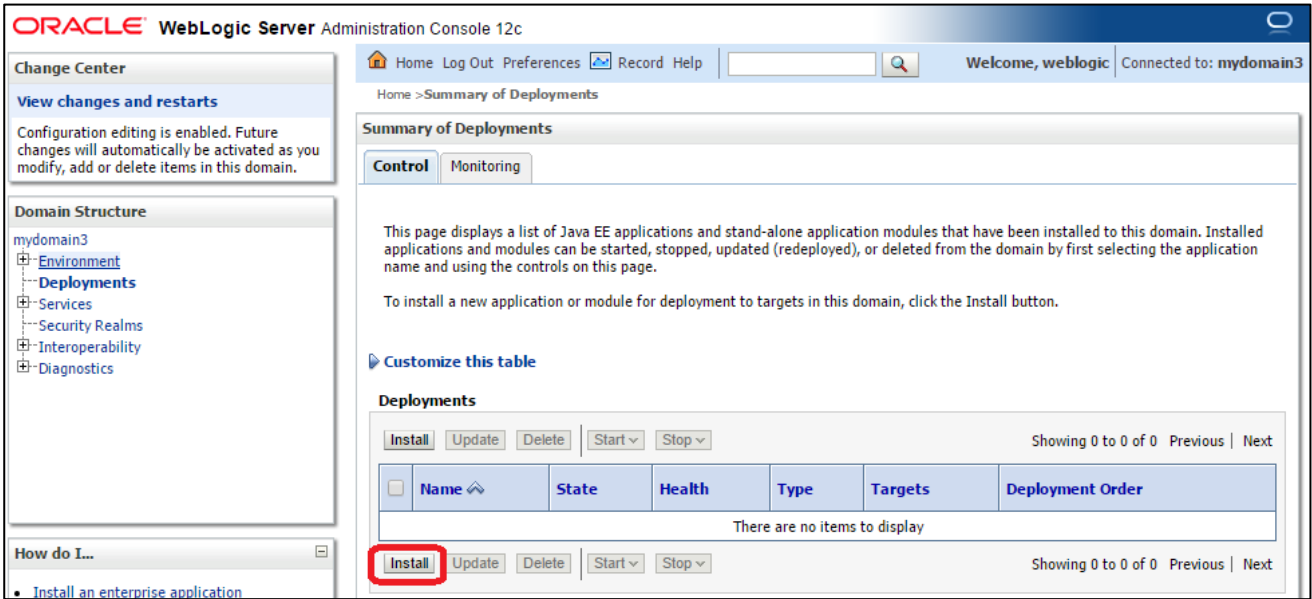 ORACLE WebLogic Server Administration Console 12c
Change Center
View changes and restarts
Configuration editing is enabled. Future
changes will automatically be activated as you
modify, add or delete items in this domain.
Domain Structure
mydomain3
Environment
Deployments
Services
Security Realms
Interoperability
Diagnostics
How do I...
Install an enterprise application
Home Log Out Preferences Record Help
Welcome, weblogic Connected to: mydomain3
Home >Summary of Deployments
Summary of Deployments
Control Monitoring
This page displays a list of Java EE applications and stand-alone application modules that have been installed to this domain. Installed
applications and modules can be started, stopped, updated (redeployed), or deleted from the domain by first selecting the application
name and using the controls on this page.
To install a new application or module for deployment to targets in this domain, click the Install button.
Customize this table
Deployments
Install Update Delete Start Stop Showing 0 to 0 of 0 Previous | Next
Name State Health Type Targets Deployment Order
There are no items to display
Install Update Delete Start Stop Showing 0 to 0 of 0 Previous | Next